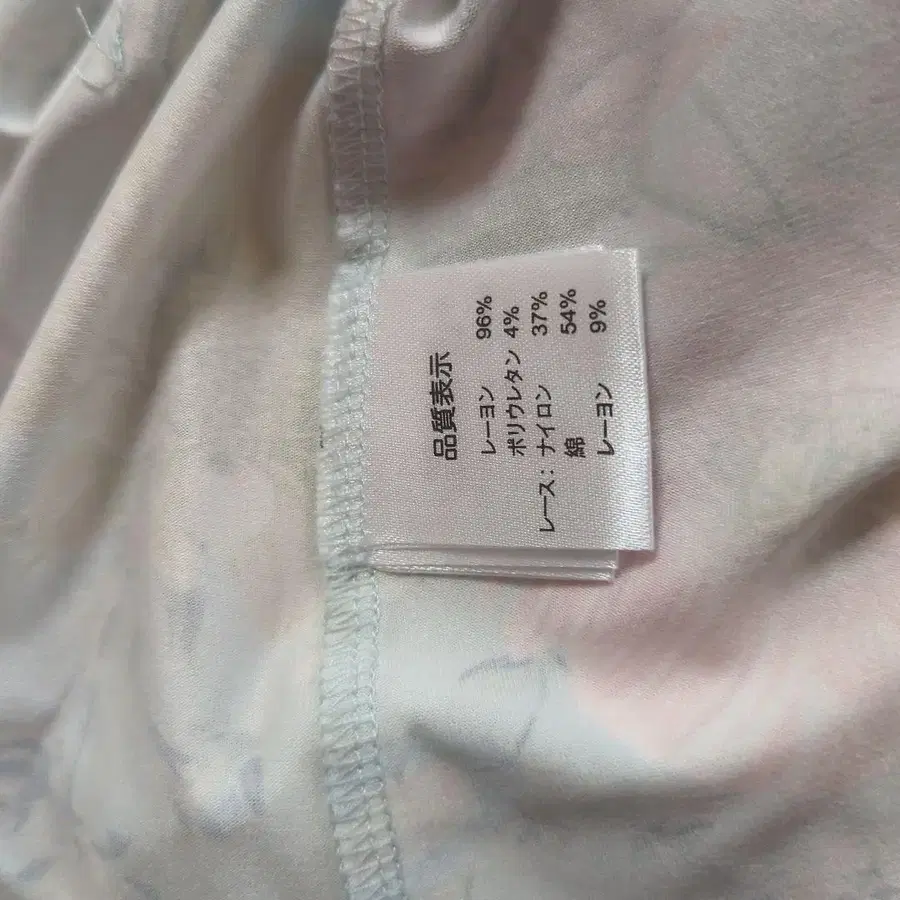 品質表示
レーヨン 96%
ポリウレタン 4%
レース: ナイロン 37%
綿 54%
レーヨン 9%